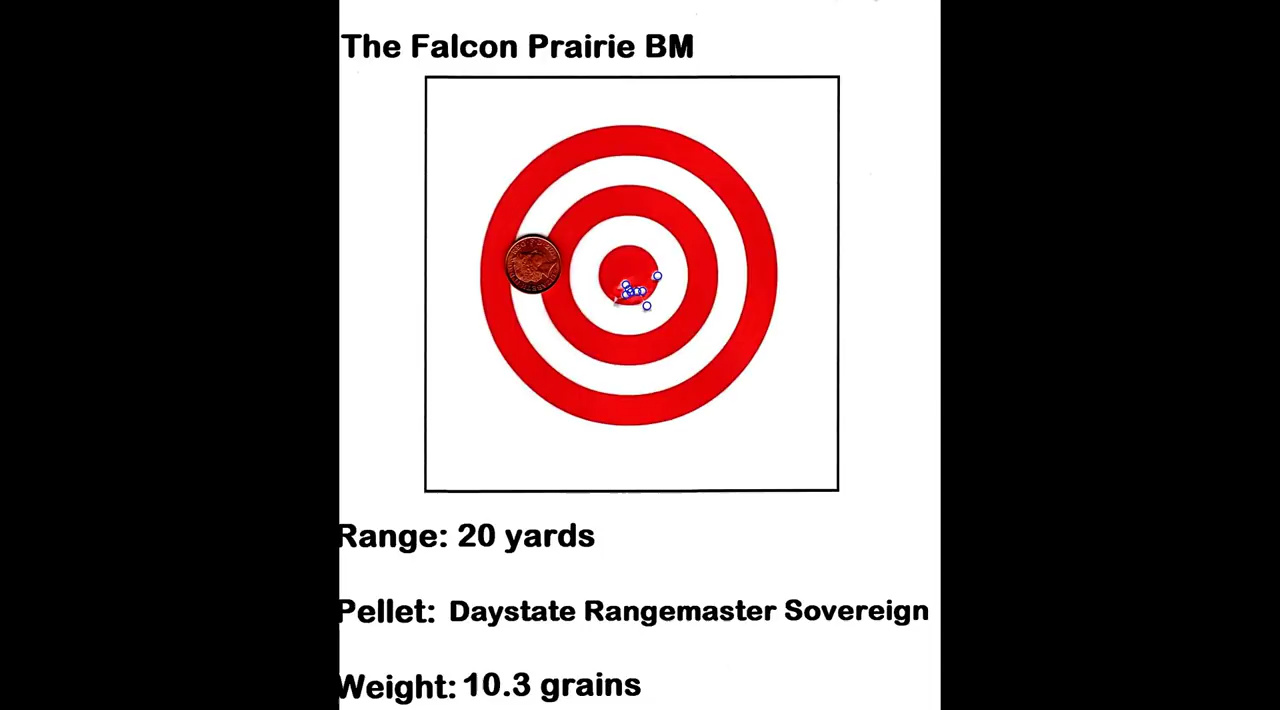 The Falcon Prairie BM
Range: 20 yards
Pellet: Daystate Rangemaster Sovereign
Weight: 10.3 grains